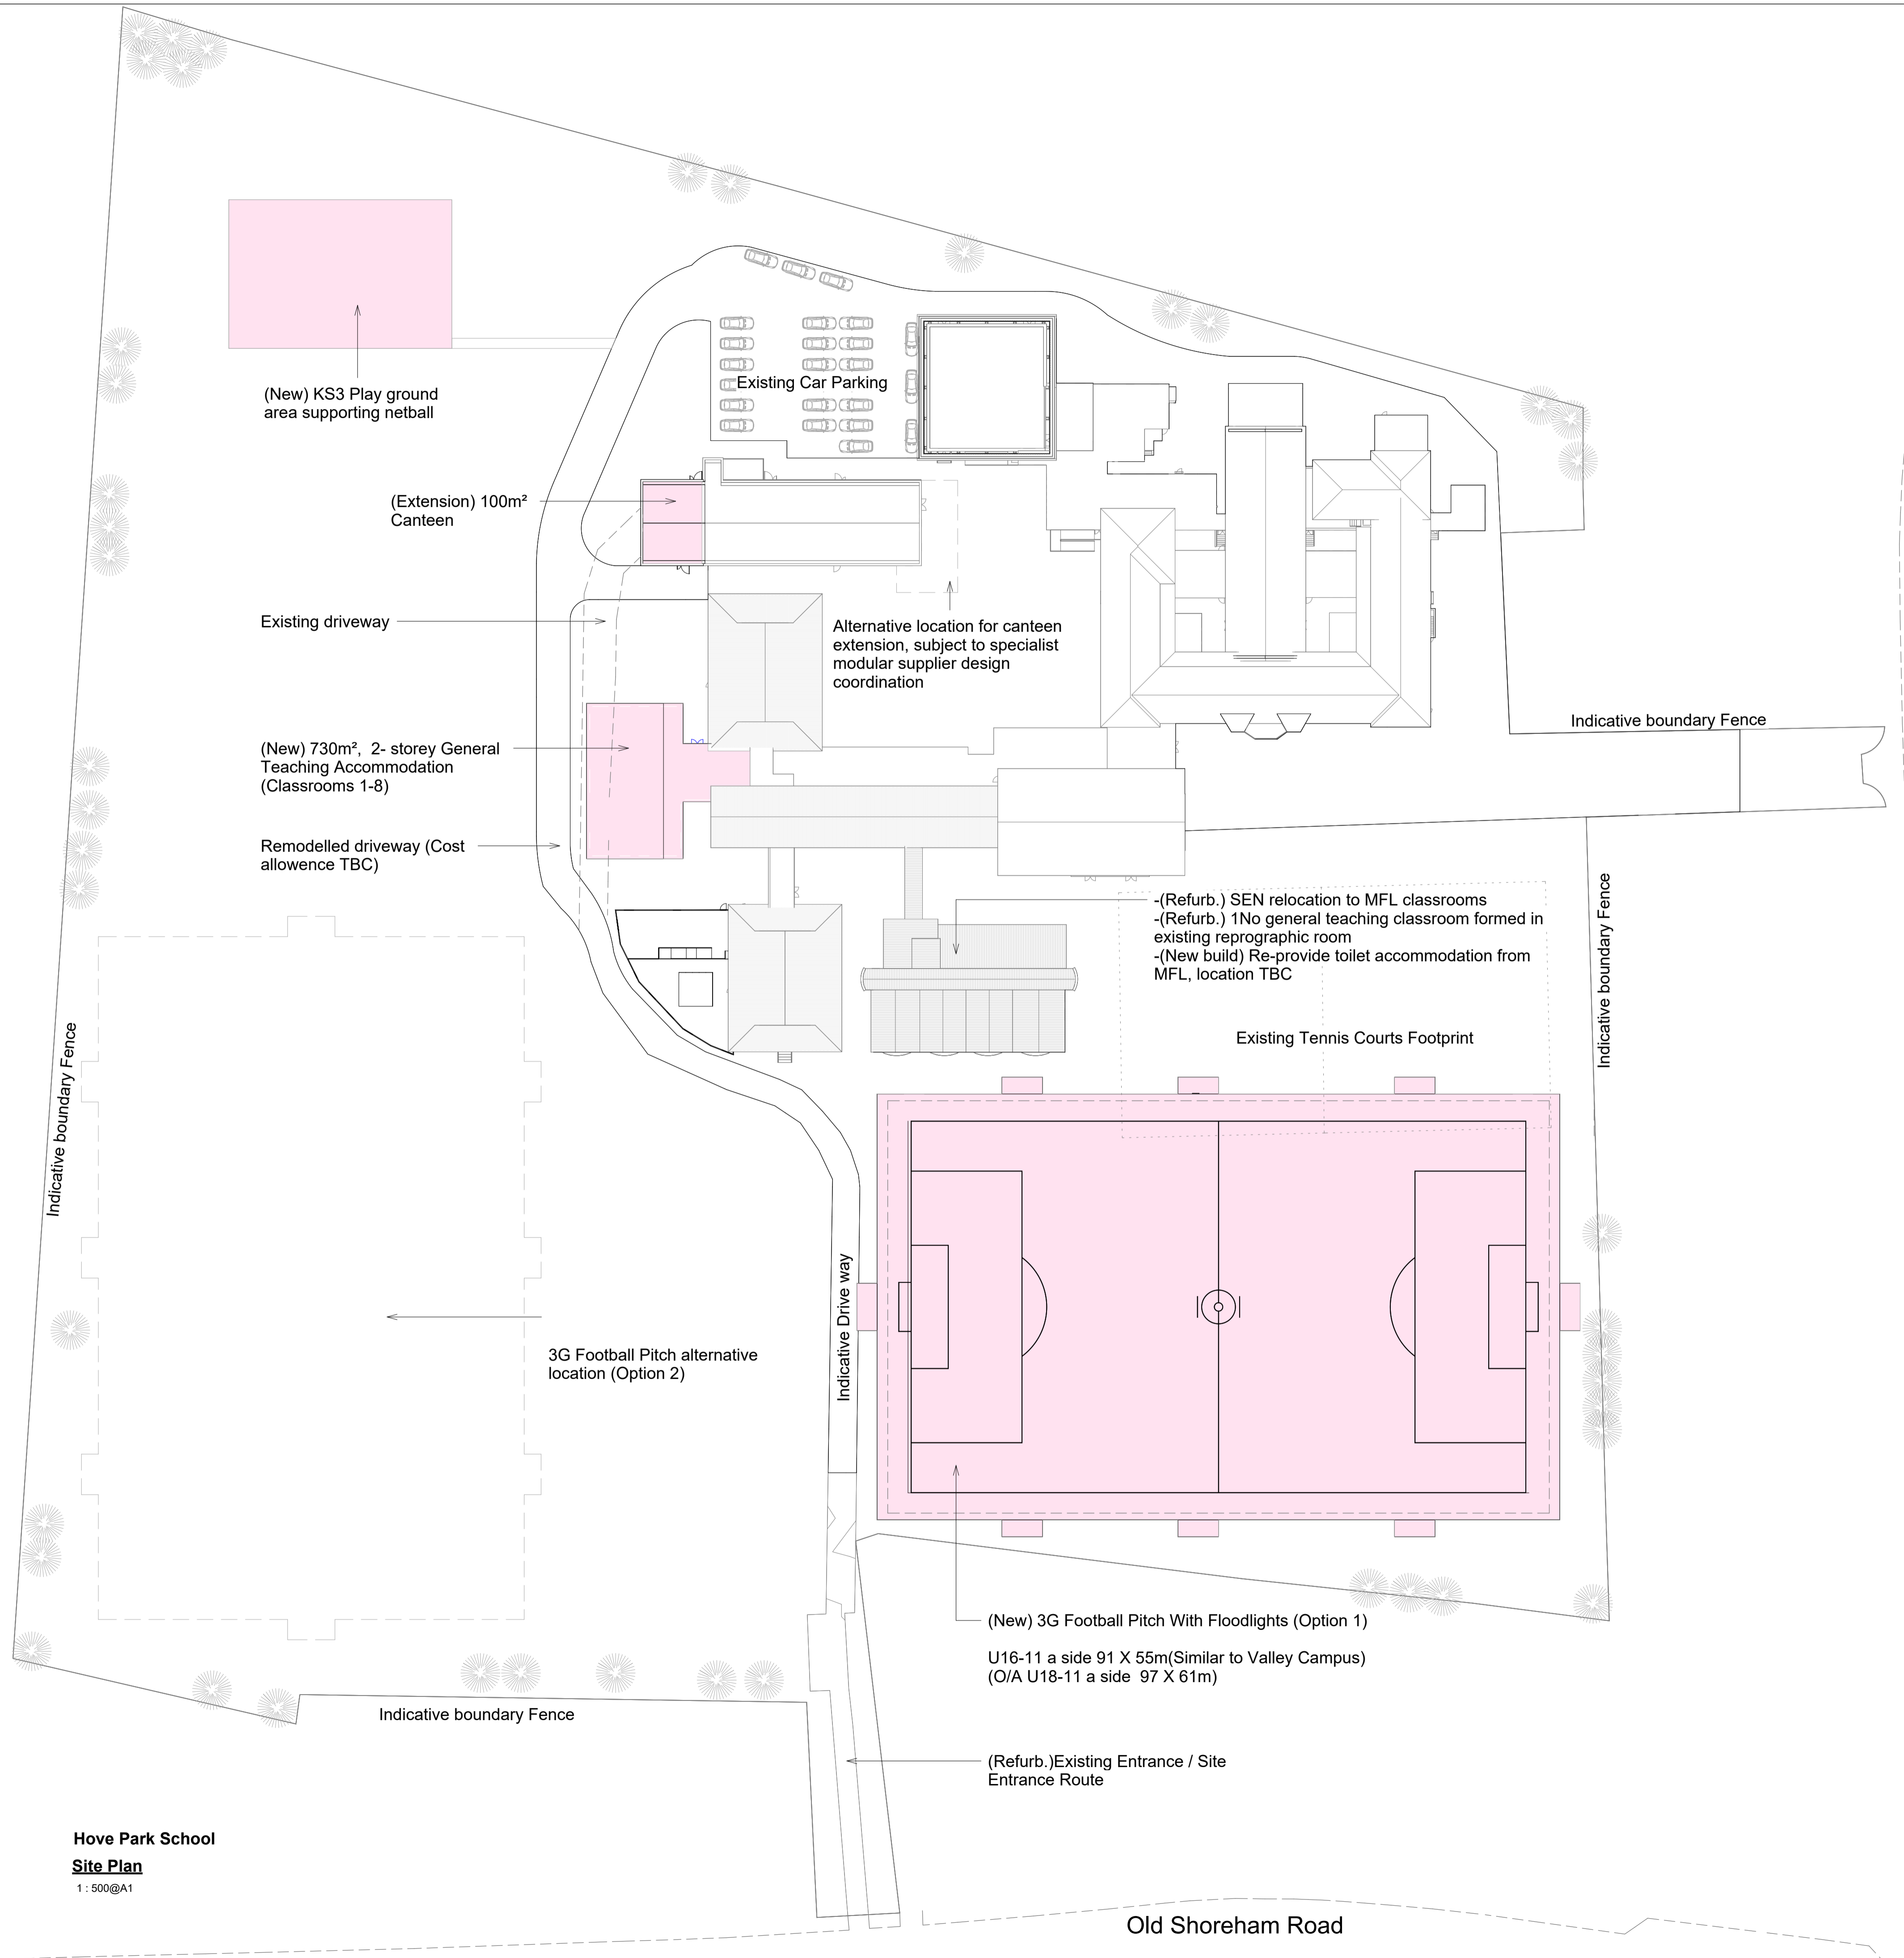 Existing Car Parking
(New) KS3 Play ground
area supporting netball
(Extension) 100m²
Canteen
Existing driveway
Alternative location for canteen
extension, subject to specialist
modular supplier design
coordination
Indicative boundary Fence
(New) 730m², 2- storey General
Teaching Accommodation
(Classrooms 1-8)
Remodelled driveway (Cost
allowence TBC)
-(Refurb.) SEN relocation to MFL classrooms
-(Refurb.) 1No general teaching classroom formed in
existing reprographic room
-(New build) Re-provide toilet accommodation from
MFL, location TBC
Indicative boundary Fence
Existing Tennis Courts Footprint
Indicative boundary Fence
Indicative Drive way
3G Football Pitch alternative
location (Option 2)
(New) 3G Football Pitch With Floodlights (Option 1)
U16-11 a side 91 X 55m(Similar to Valley Campus)
(O/A U18-11 a side 97 X 61m)
Indicative boundary Fence
(Refurb.)Existing Entrance / Site
Entrance Route
Hove Park School
Site Plan
1 : 500@A1
Old Shoreham Road